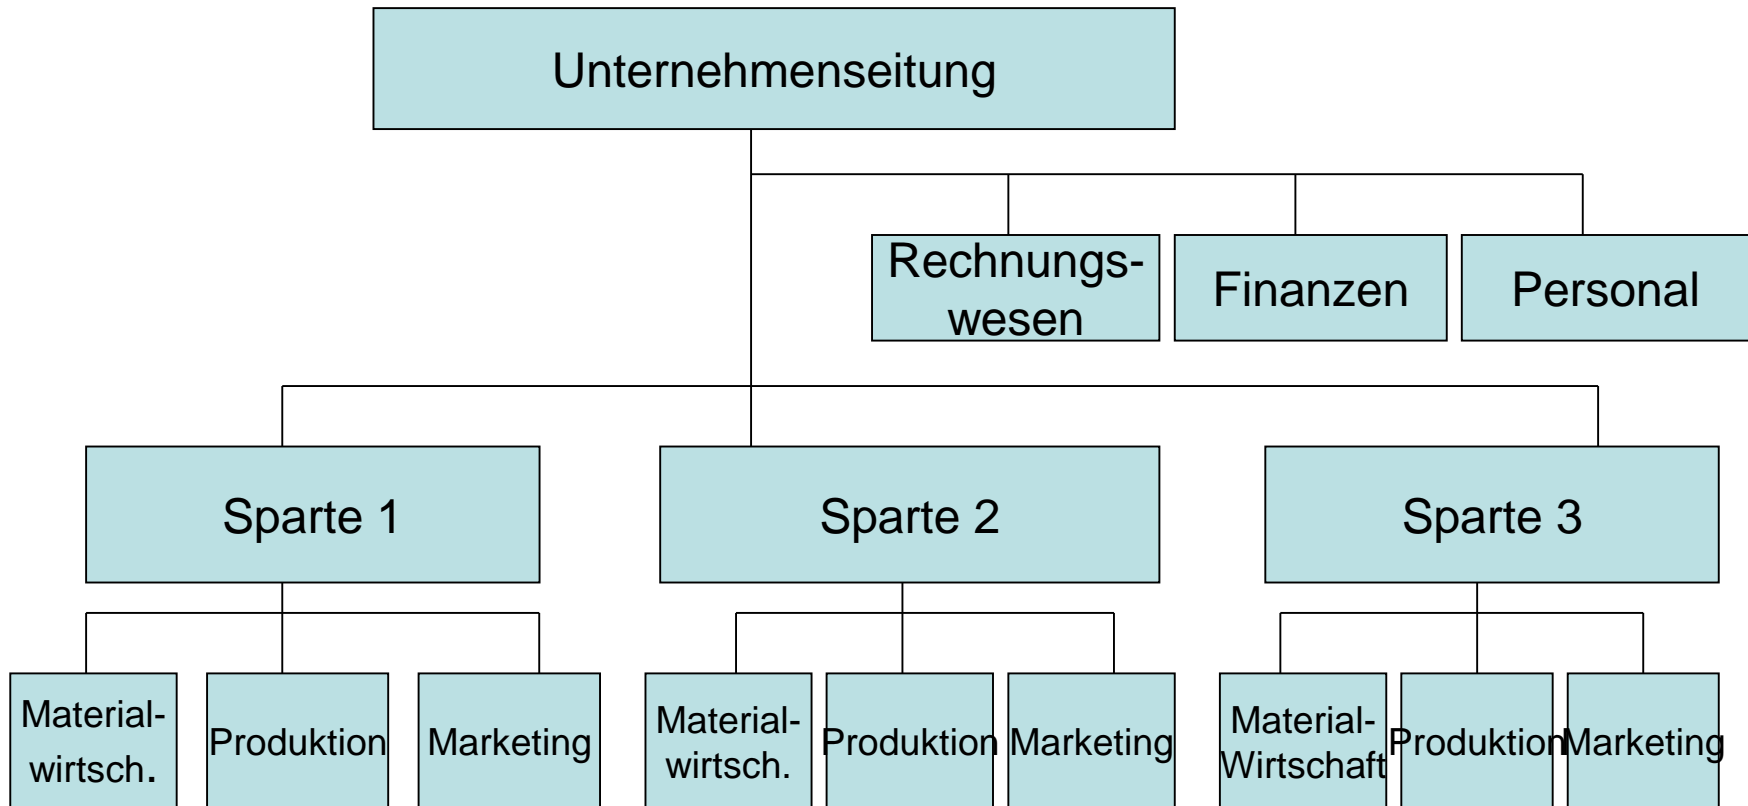 Unternehmenseitung
Rechnungs-
wesen
Finanzen
Personal
Sparte 1
Sparte 2
Sparte 3
Material-
wirtsch.
Produktion
Marketing
Material-
wirtsch.
Produktion
Marketing
Material-
Wirtschaft
Produktion
Marketing